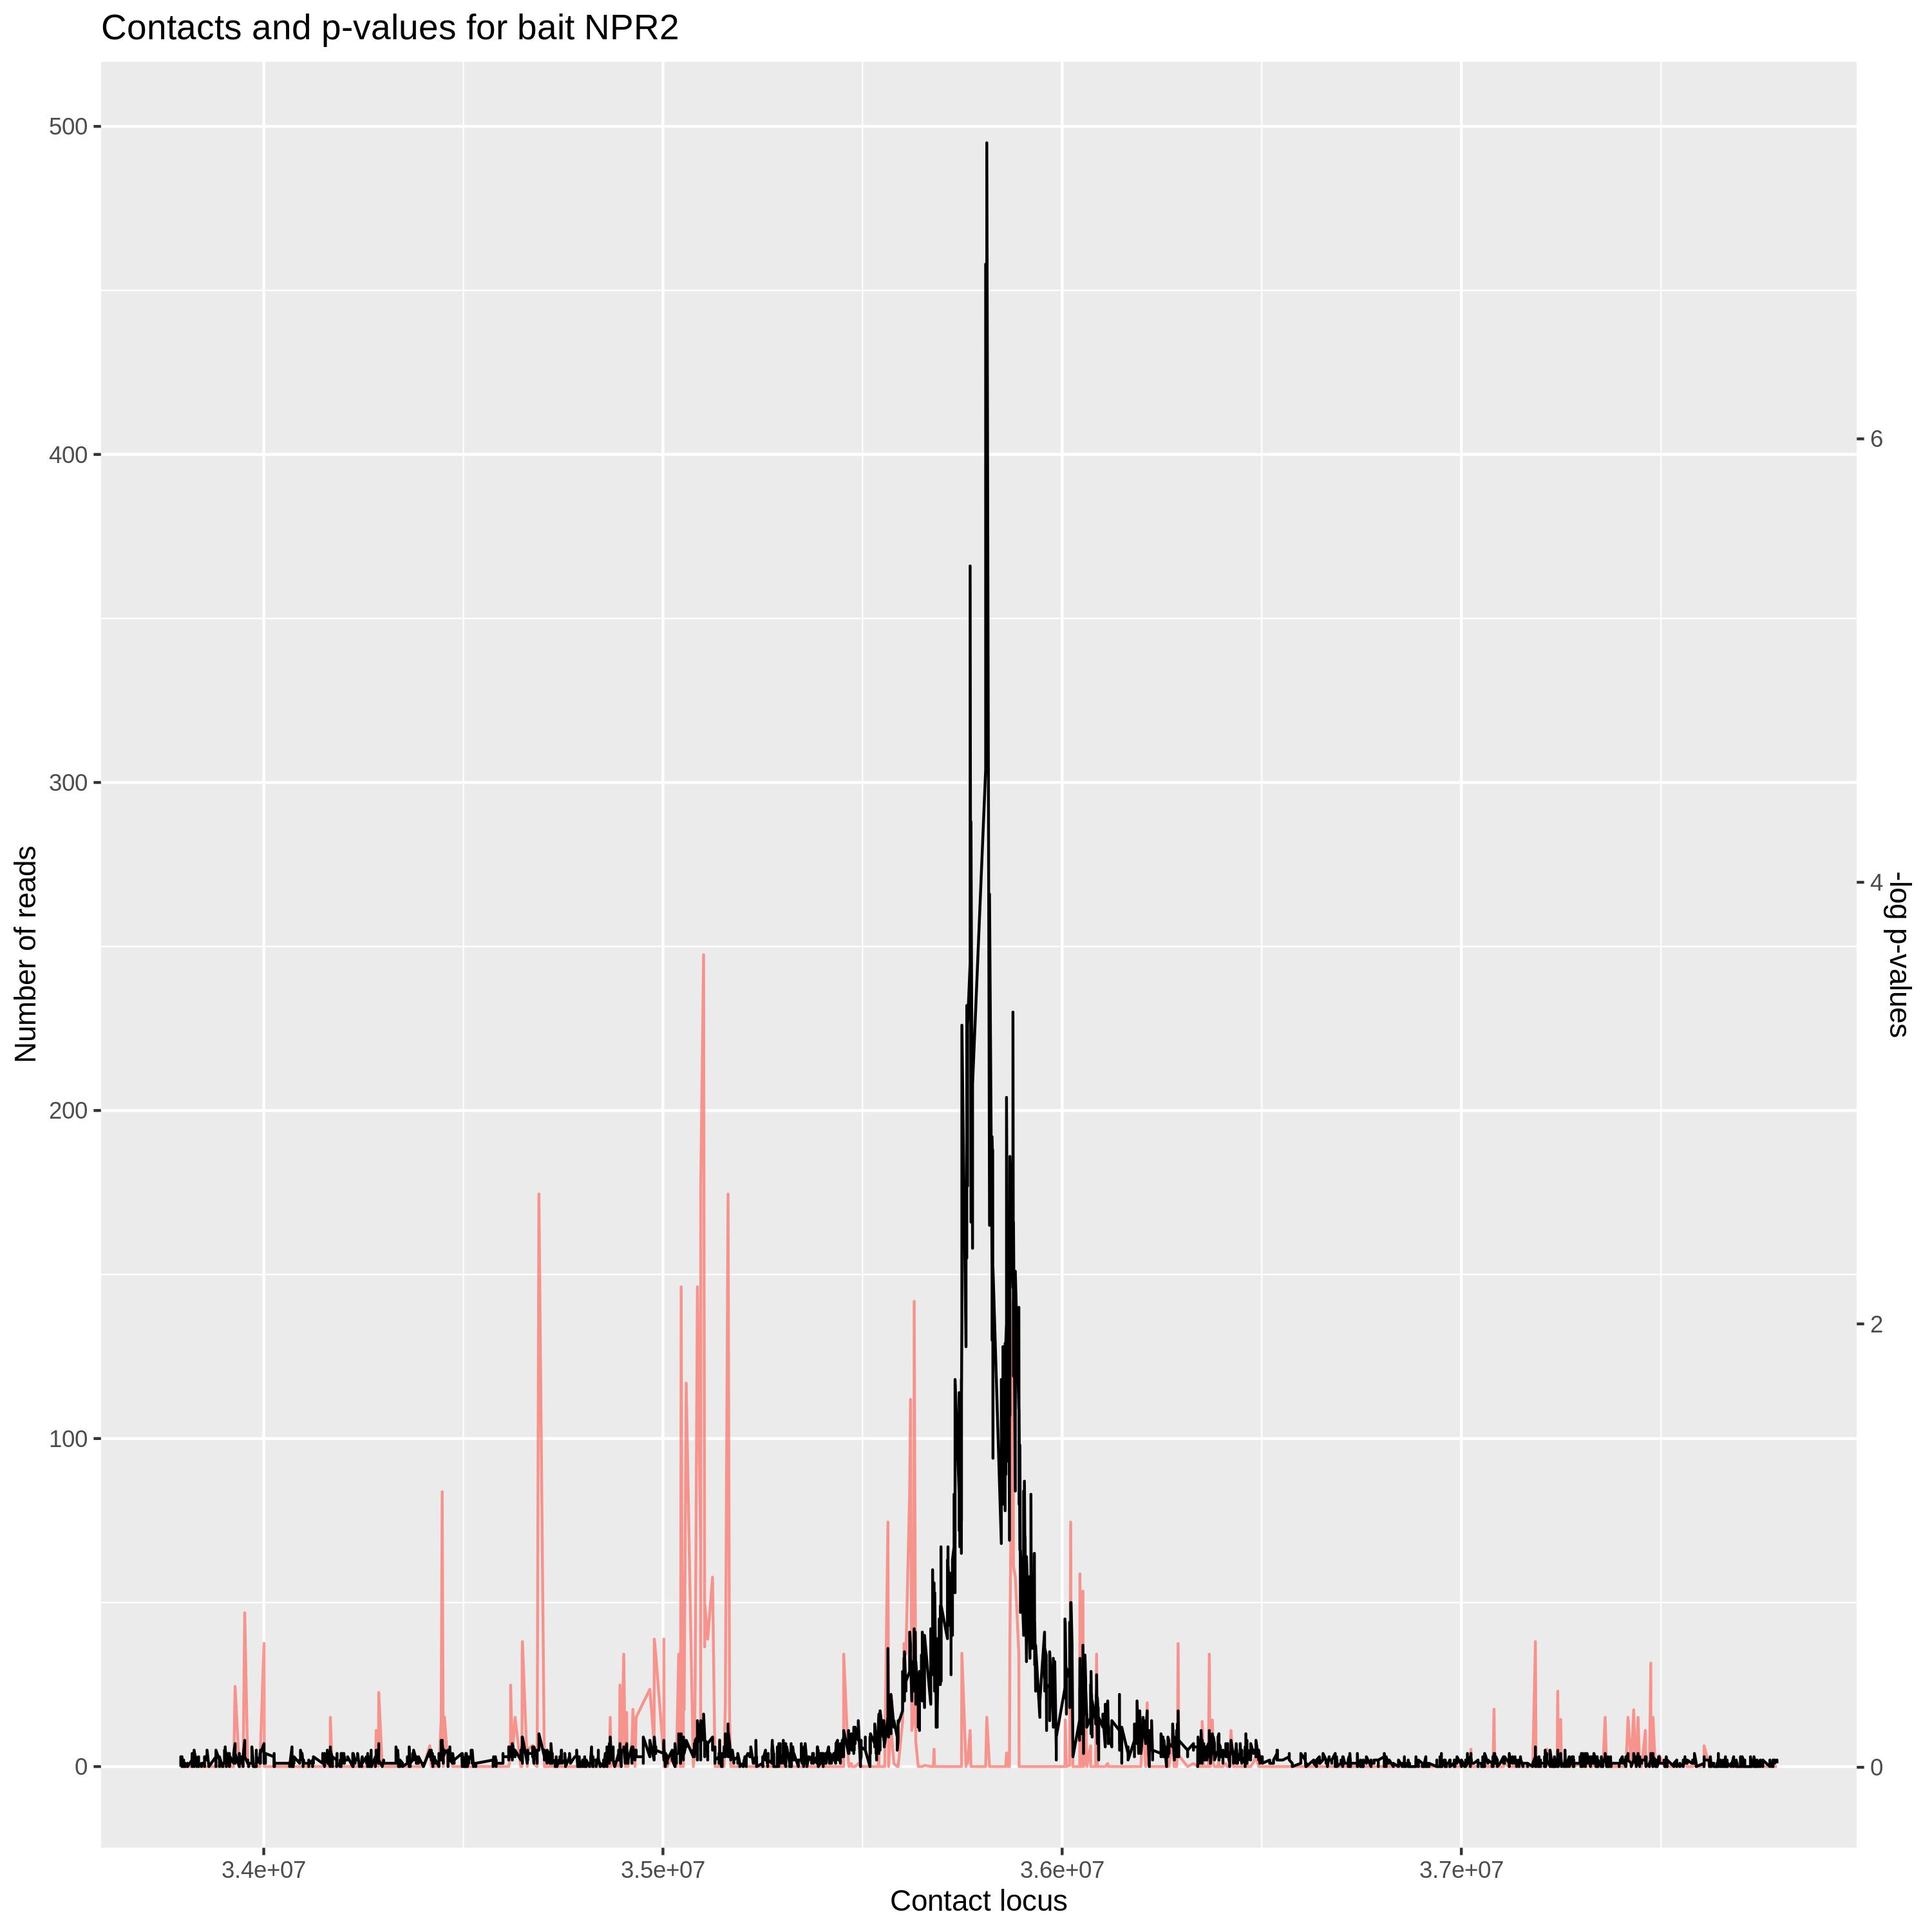 Contacts and p-values for bait NPR2
500
400
300
200
100
0
Number of reads
6
4
2
0
-log p-values
3.4e+07
3.5e+07
3.6e+07
3.7e+07
Contact locus